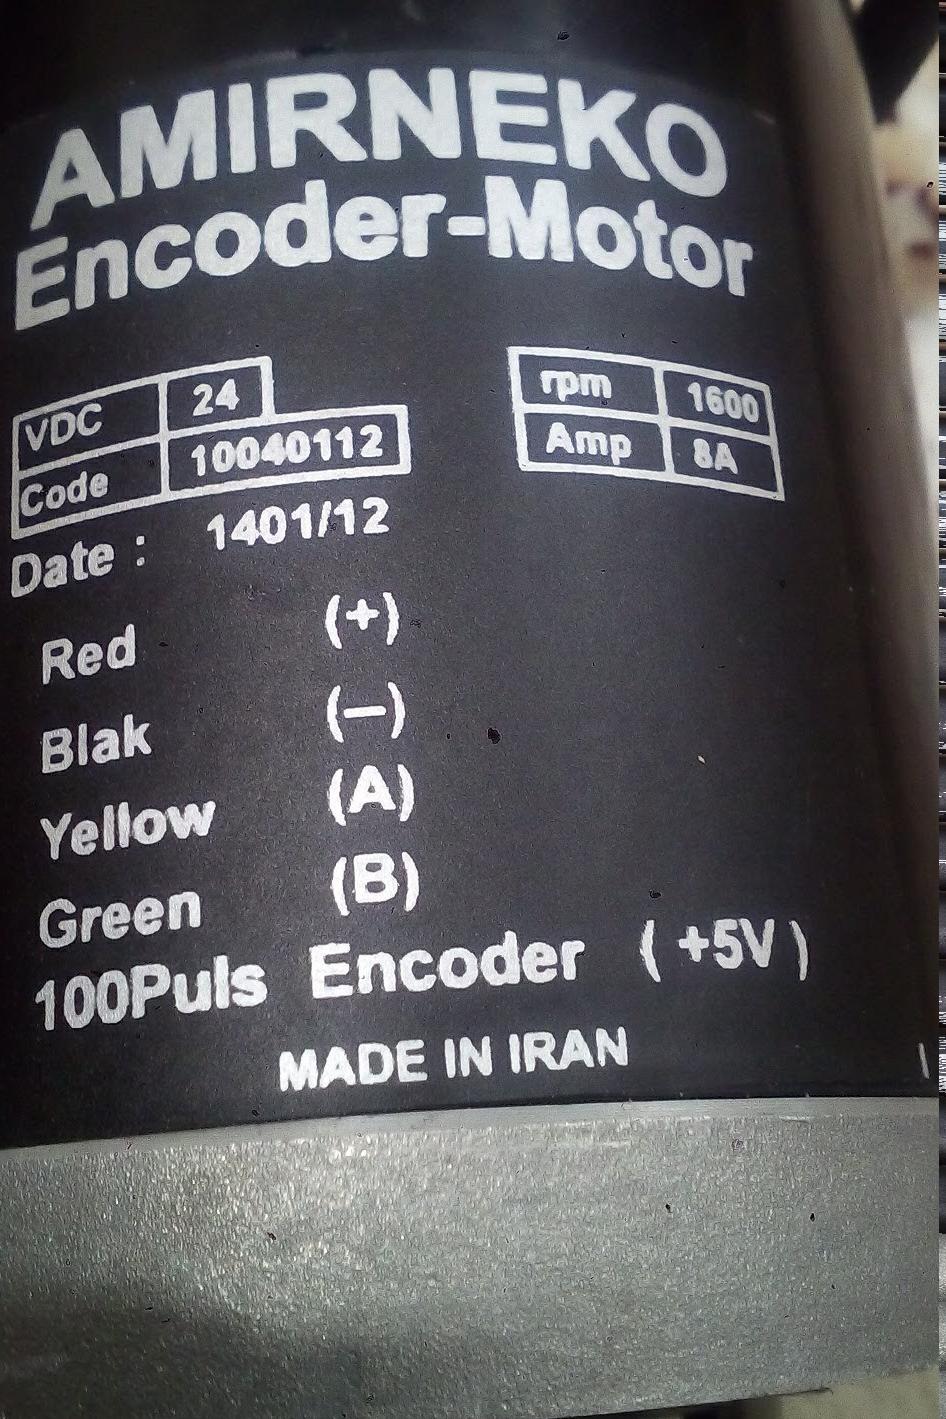 AMIRNEKO
Encoder-Motor
VDC 24
Code 10040112
rpm 1600
Amp 8A
Date : 1401/12
Red (+)
Blak (–)
Yellow (A)
Green (B)
100Puls Encoder ( +5V )
MADE IN IRAN